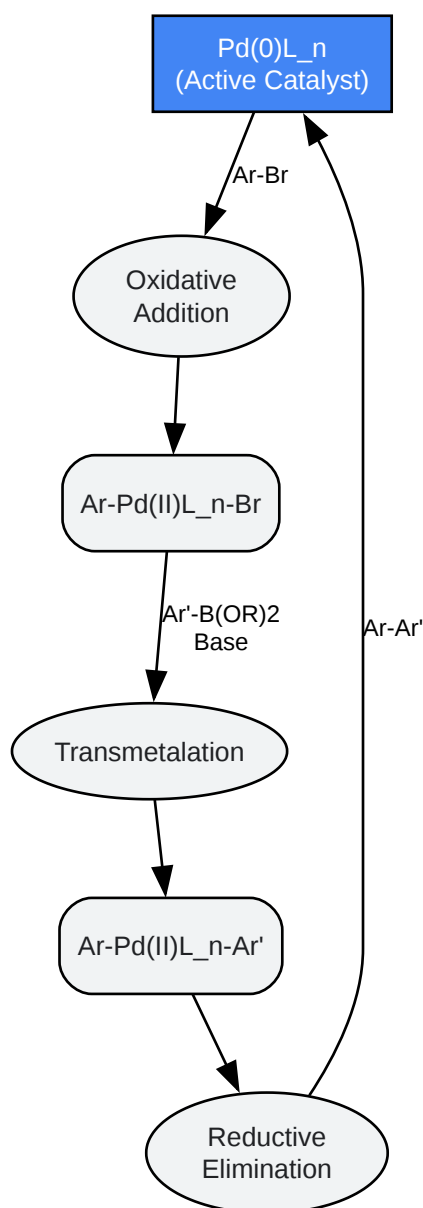 Pd(0)L_n
(Active Catalyst)
Ar-Br
Oxidative
Addition
Ar-Pd(II)L_n-Br
Ar'-B(OR)2
Base
Ar-Ar'
Transmetalation
Ar-Pd(II)L_n-Ar'
Reductive
Elimination